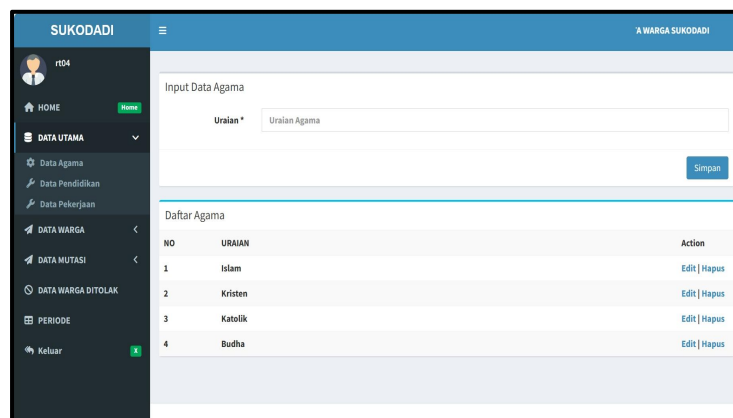 SUKODADI
'A WARGA SUKODADI
rt04
HOME Home
DATA UTAMA
Data Agama
Data Pendidikan
Data Pekerjaan
DATA WARGA
DATA MUTASI
DATA WARGA DITOLAK
PERIODE
Keluar X
Input Data Agama
Uraian * Uraian Agama
Simpan
Daftar Agama
NO URAIAN Action
1 Islam Edit | Hapus
2 Kristen Edit | Hapus
3 Katolik Edit | Hapus
4 Budha Edit | Hapus